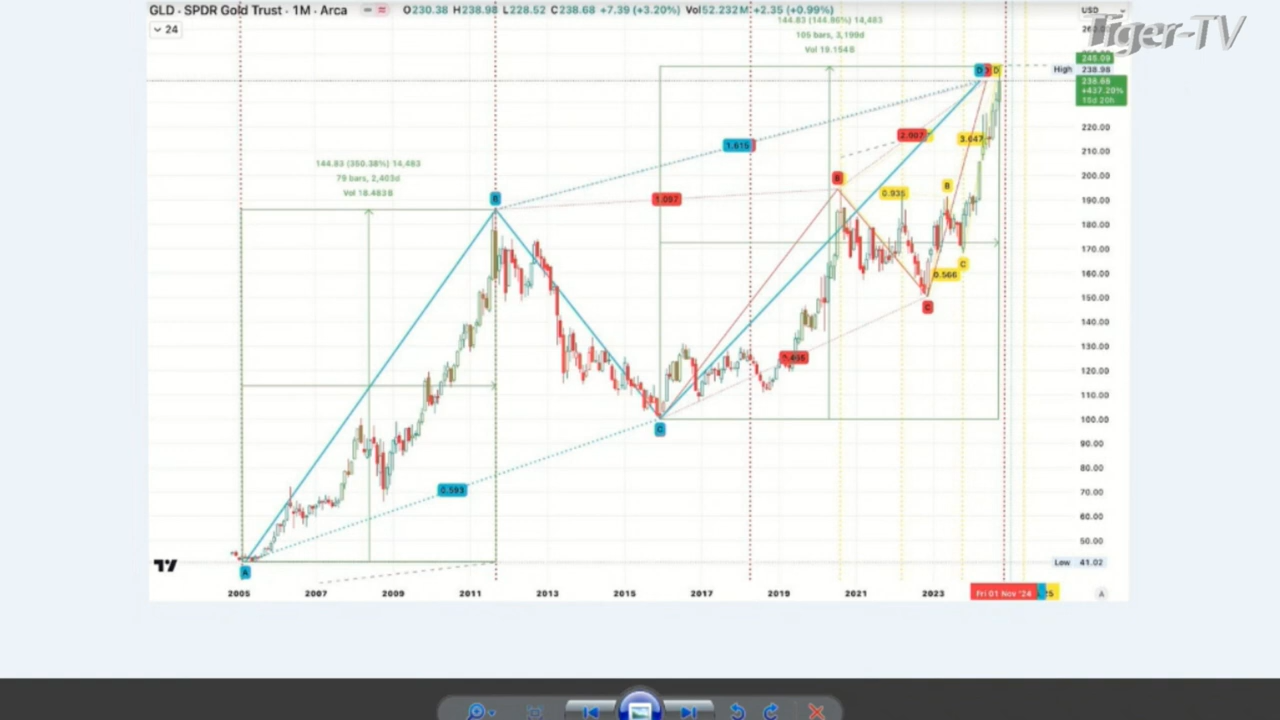 GLD · SPDR Gold Trust · 1M · Arca O230.38 H238.98 L228.52 C238.68 +7.39 (+3.20%) Vol52.232M +2.35 (+0.99%)
24
Tiger-TV
USD
144.83 (144.86%) 14,483
105 bars, 3,199d
Vol 19.154B
245.09
High 238.98
238.68
+437.20%
15d 20h
D D
220.00
210.00
200.00
190.00
180.00
170.00
160.00
150.00
140.00
130.00
120.00
110.00
100.00
90.00
80.00
70.00
60.00
50.00
Low 41.02
144.83 (350.38%) 14,483
79 bars, 2,403d
Vol 18.483B
1.615
2.907
3.047
B
B
B
1.097
0.935
C
0.566
C
C
0.593
A
2005 2007 2009 2011 2013 2015 2017 2019 2021 2023 Fri 01 Nov '24
A